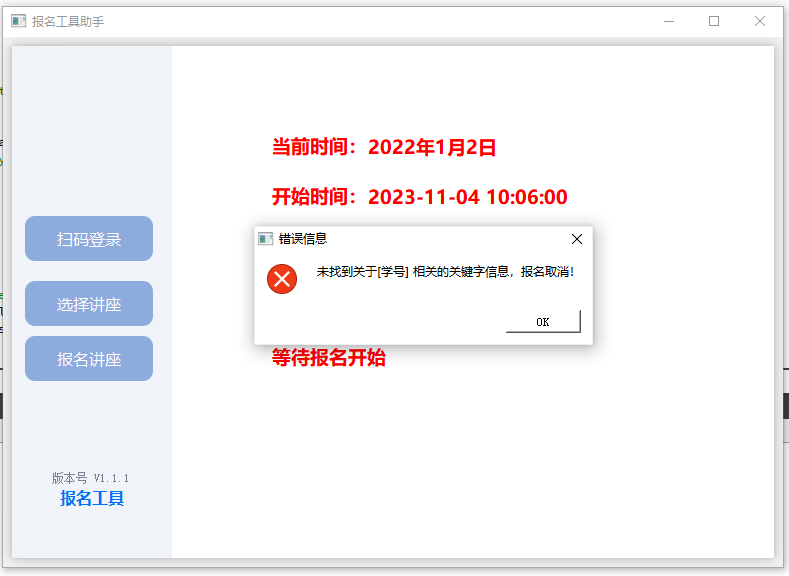 报名工具助手
当前时间：2022年1月2日
开始时间：2023-11-04 10:06:00
扫码登录
错误信息
未找到关于[学号] 相关的关键字信息，报名取消！
选择讲座
OK
报名讲座
等待报名开始
版本号 V1.1.1
报名工具